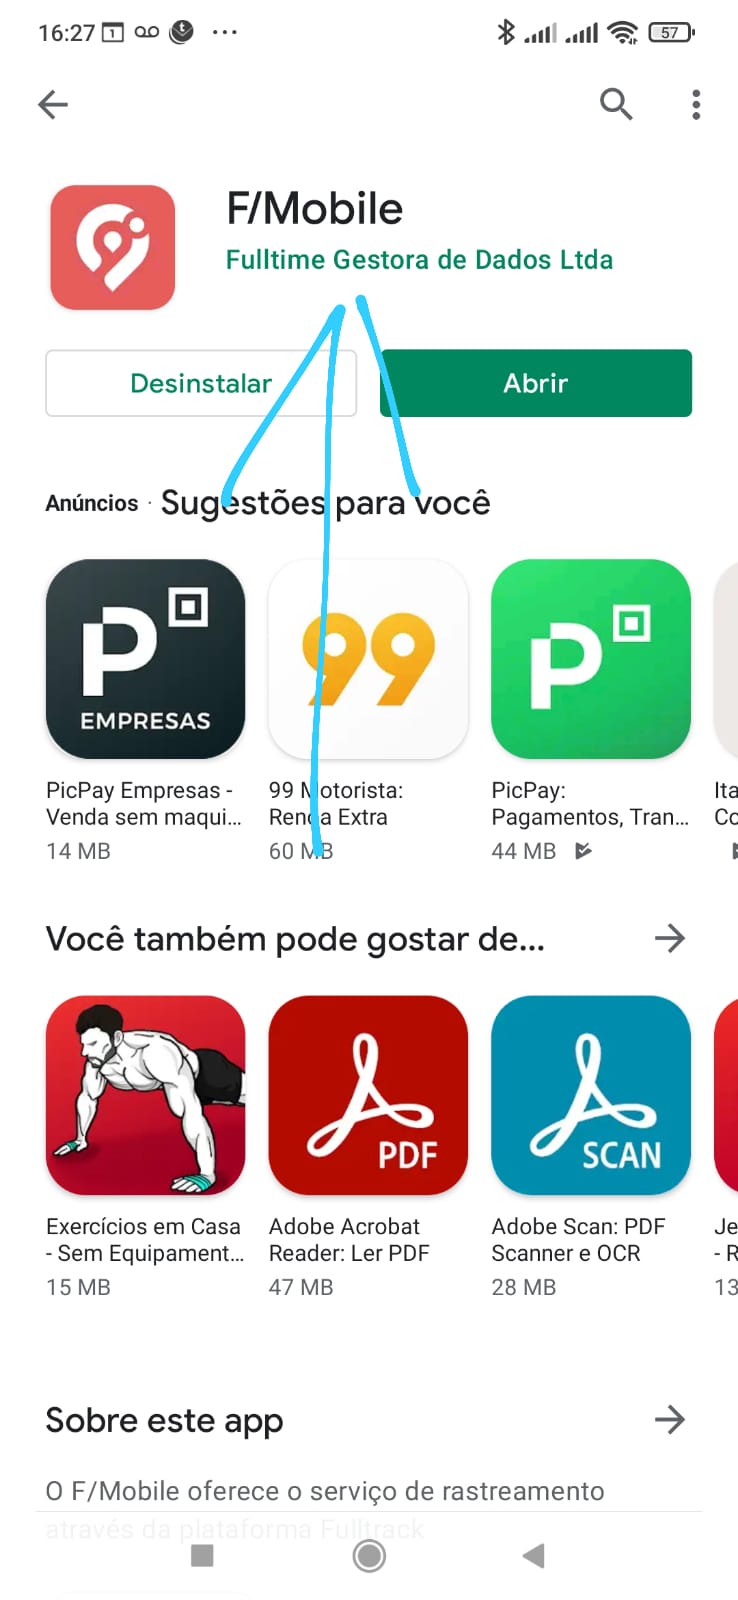 16:27 1 57
F/Mobile
Fulltime Gestora de Dados Ltda
Desinstalar
Abrir
Anúncios · Sugestões para você
P EMPRESAS
99
P
PicPay Empresas -
Venda sem maqui...
14 MB
99 Motorista:
Renda Extra
60 MB
PicPay:
Pagamentos, Tran...
44 MB
Ita
Co
Você também pode gostar de...
PDF
SCAN
Exercícios em Casa
- Sem Equipament...
15 MB
Adobe Acrobat
Reader: Ler PDF
47 MB
Adobe Scan: PDF
Scanner e OCR
28 MB
Je
- R
13
Sobre este app
O F/Mobile oferece o serviço de rastreamento
através da plataforma Fulltrack